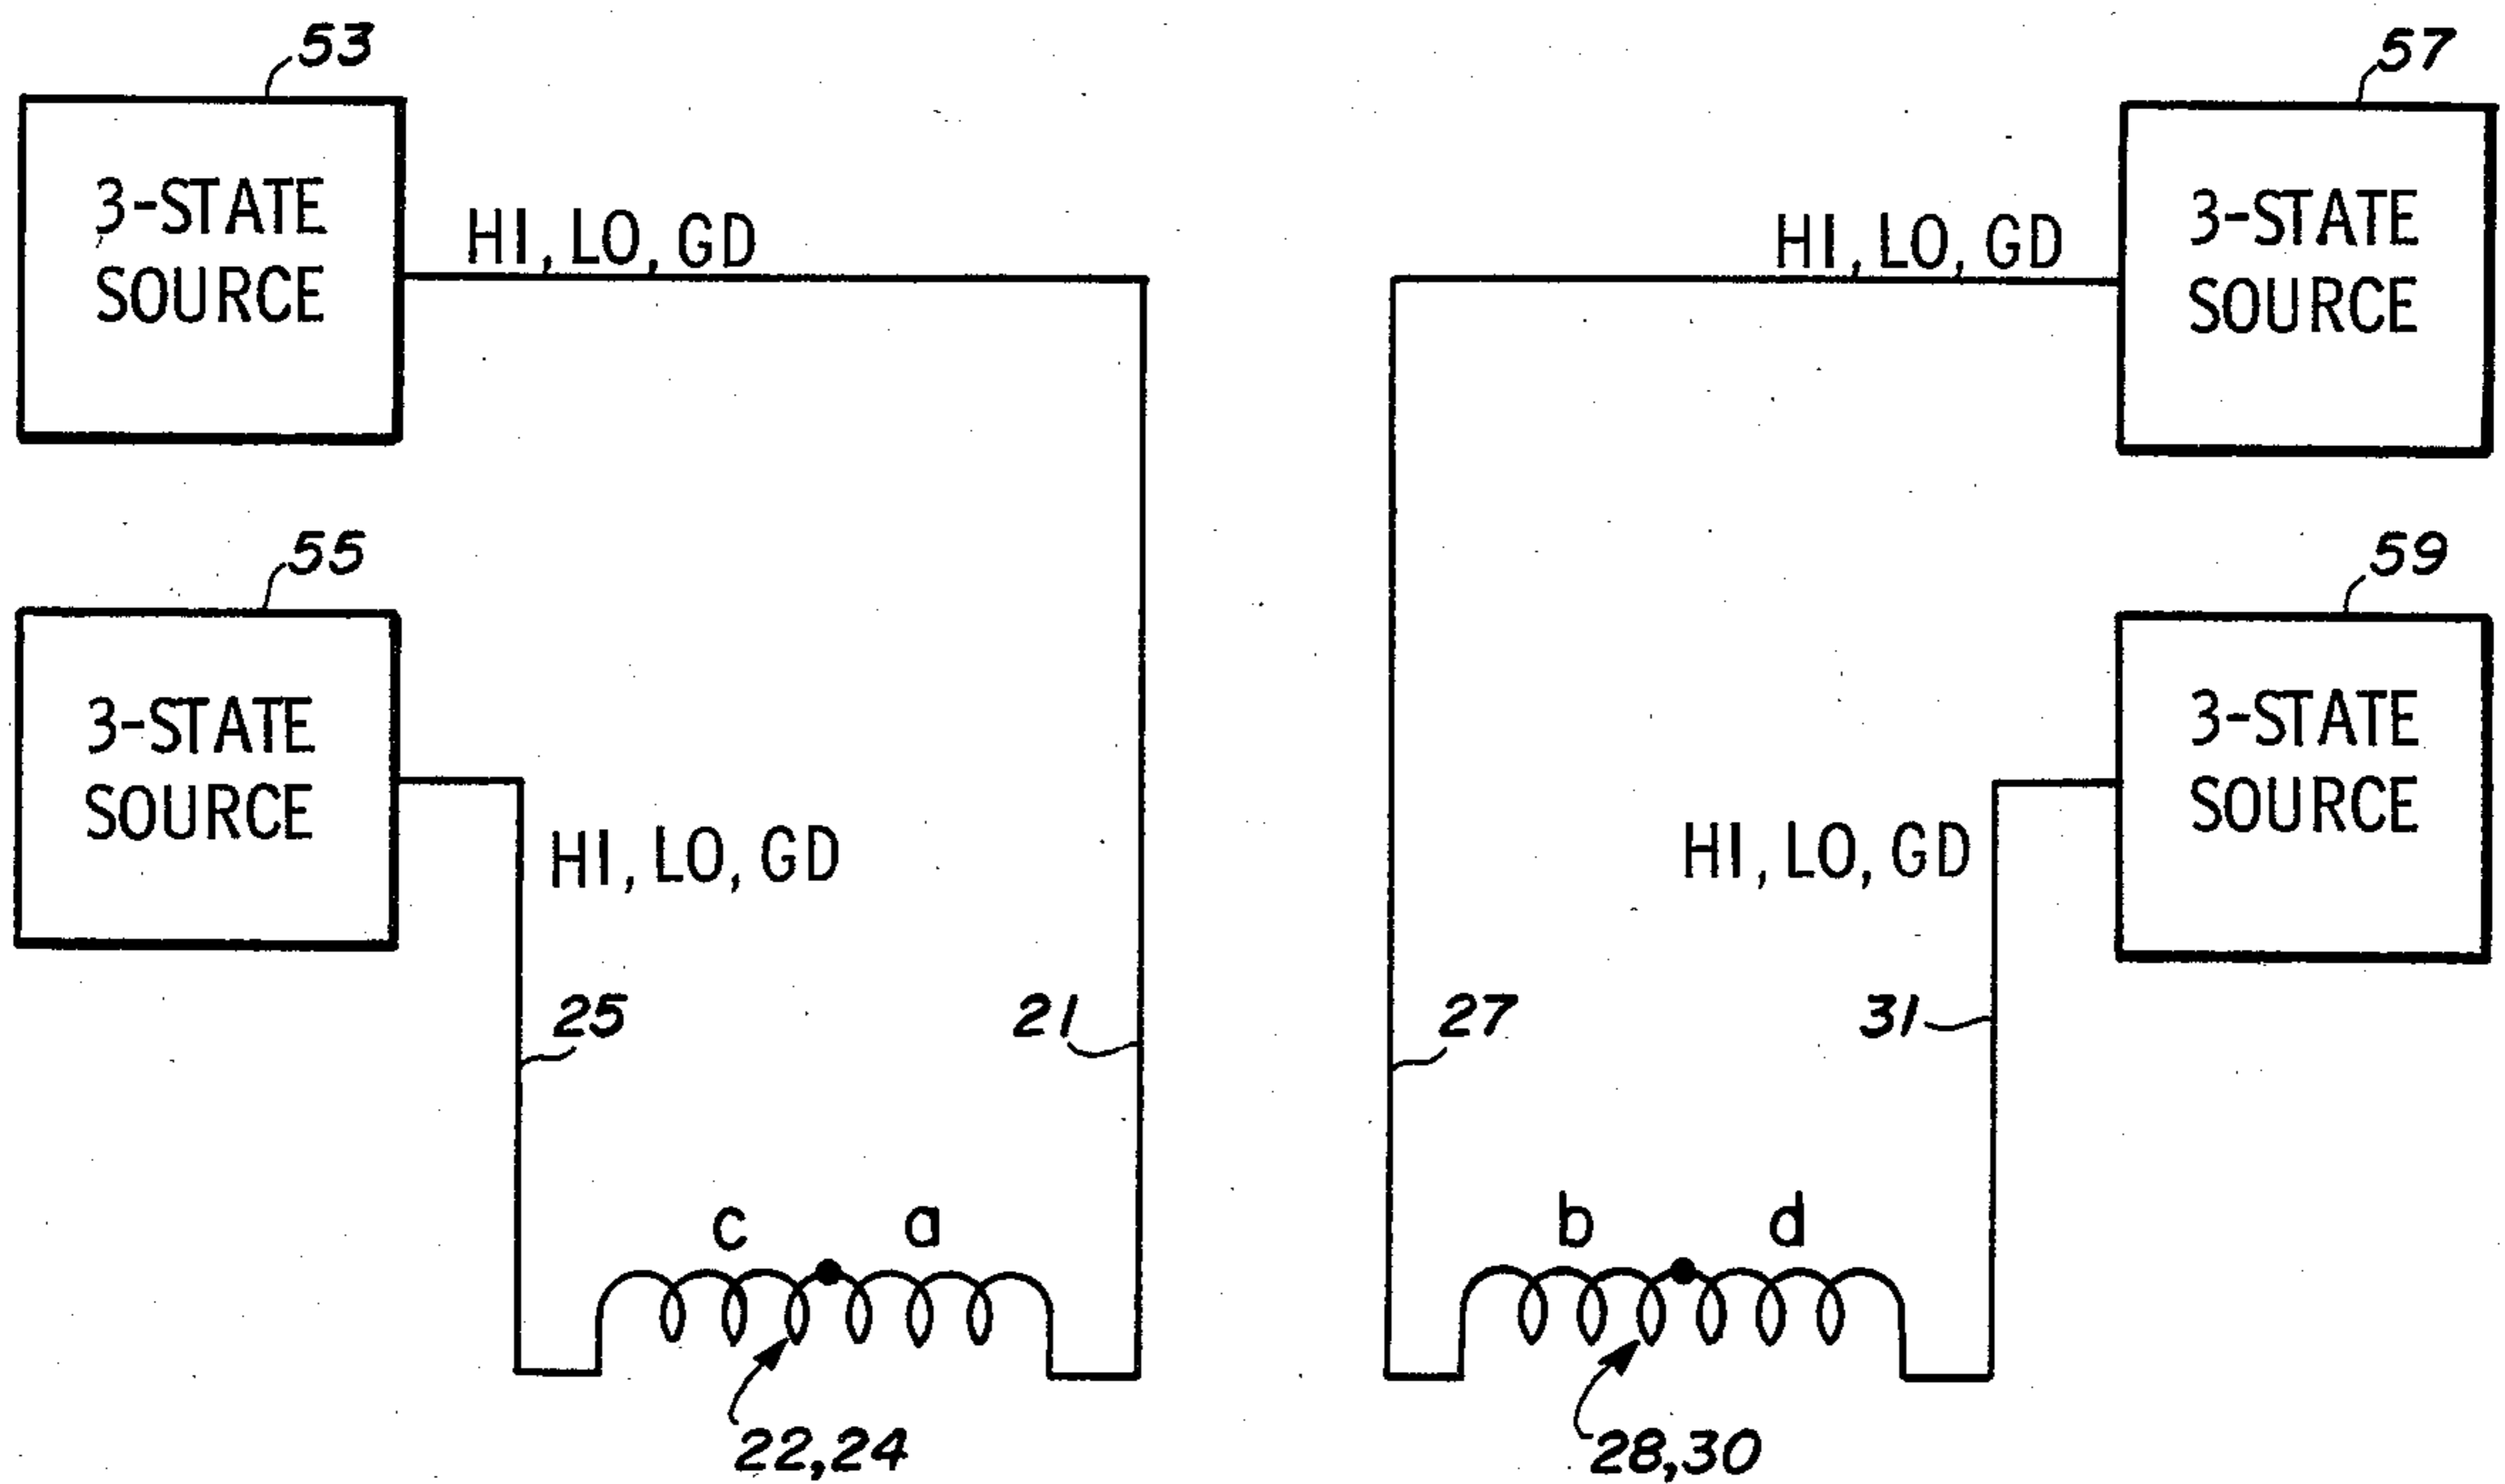 53
57
3-STATE
SOURCE
HI, LO, GD
HI, LO, GD
3-STATE
SOURCE
55
59
3-STATE
SOURCE
HI, LO, GD
HI, LO, GD
3-STATE
SOURCE
25
21
27
31
c
a
b
d
22,24
28,30